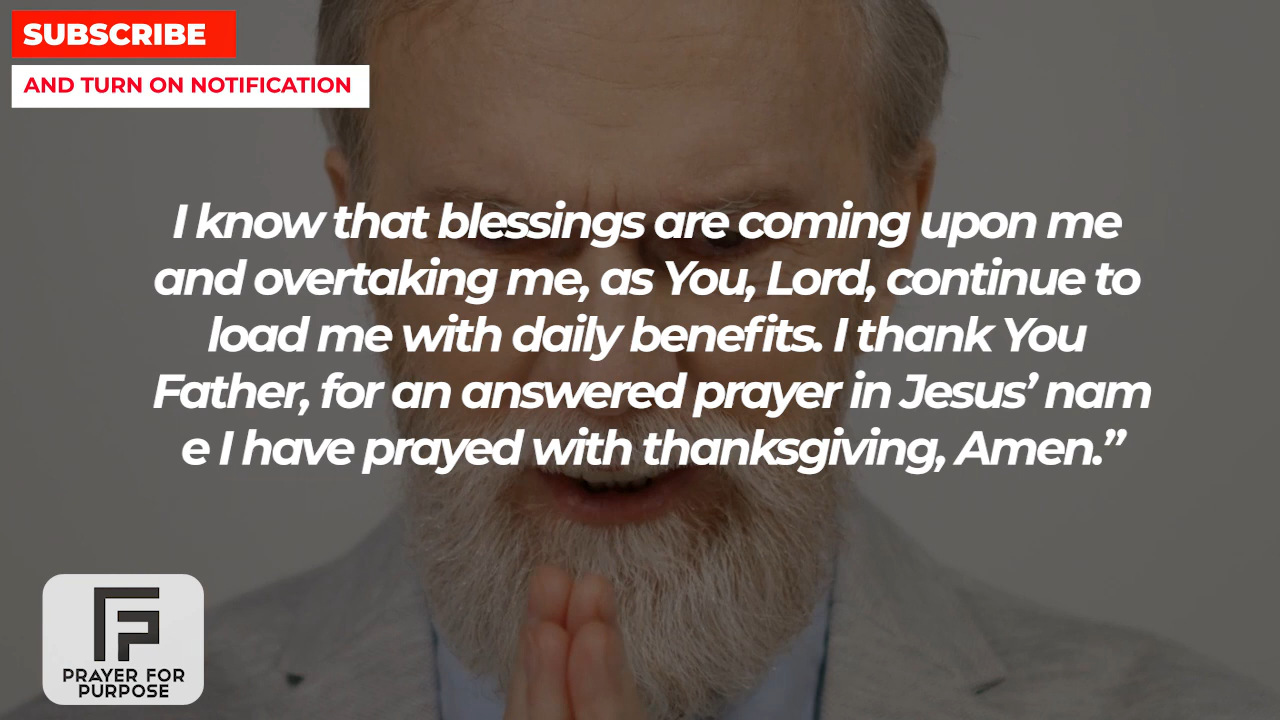 SUBSCRIBE
AND TURN ON NOTIFICATION
I know that blessings are coming upon me
and overtaking me, as You, Lord, continue to
load me with daily benefits. I thank You
Father, for an answered prayer in Jesus’ nam
e I have prayed with thanksgiving, Amen.”
PRAYER FOR
PURPOSE